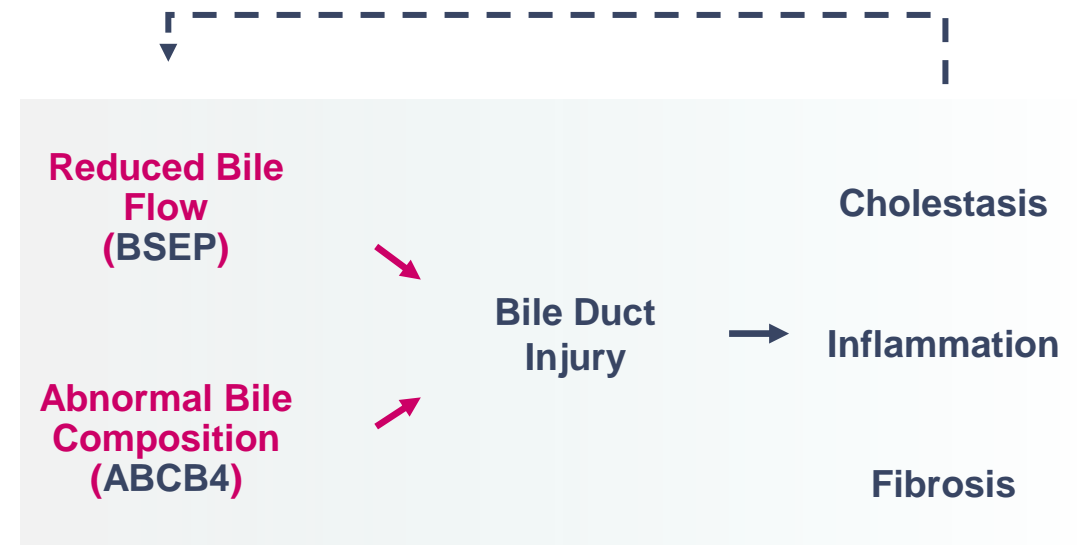 Reduced Bile
Flow
(BSEP)
Abnormal Bile
Composition
(ABCB4)
Bile Duct
Injury
Cholestasis
Inflammation
Fibrosis